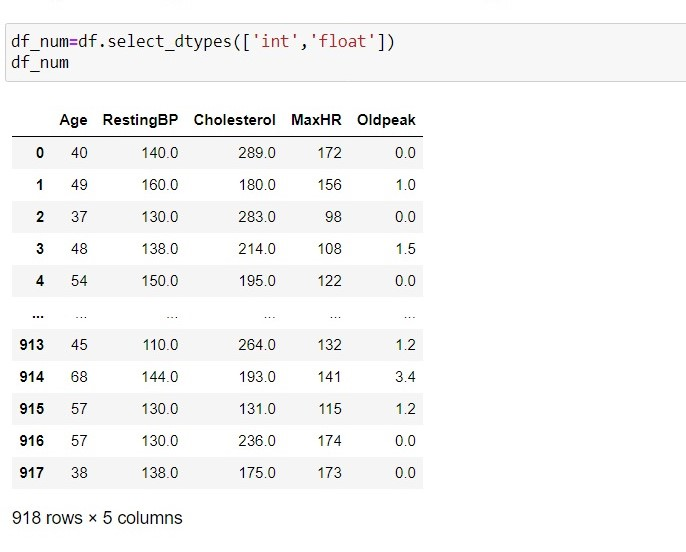 df_num=df.select_dtypes(['int','float'])
df_num
Age RestingBP Cholesterol MaxHR Oldpeak
0 40 140.0 289.0 172 0.0
1 49 160.0 180.0 156 1.0
2 37 130.0 283.0 98 0.0
3 48 138.0 214.0 108 1.5
4 54 150.0 195.0 122 0.0
... ... ... ... ... ...
913 45 110.0 264.0 132 1.2
914 68 144.0 193.0 141 3.4
915 57 130.0 131.0 115 1.2
916 57 130.0 236.0 174 0.0
917 38 138.0 175.0 173 0.0
918 rows × 5 columns